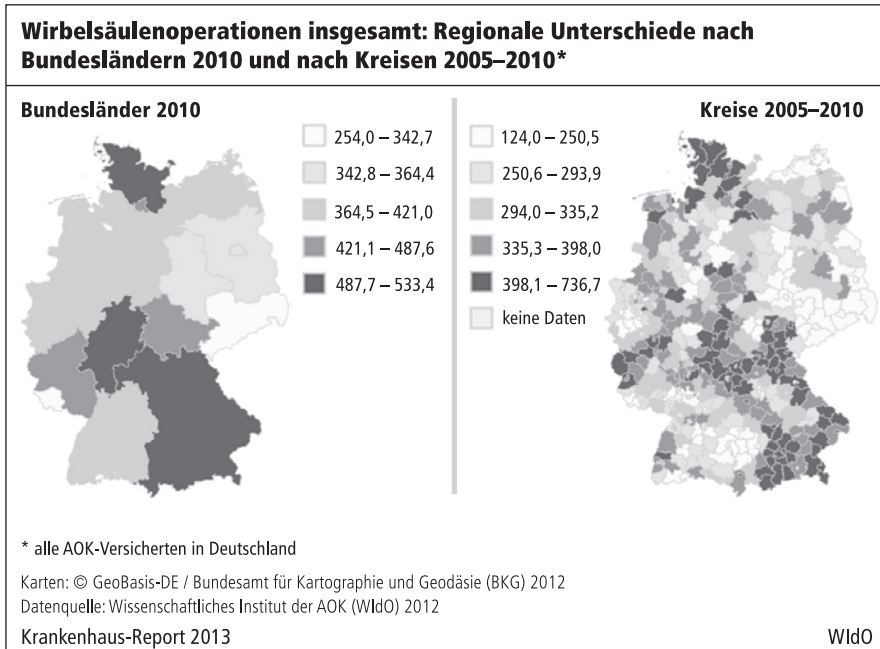 Wirbelsäulenoperationen insgesamt: Regionale Unterschiede nach
Bundesländern 2010 und nach Kreisen 2005–2010*
Bundesländer 2010
254,0 – 342,7
342,8 – 364,4
364,5 – 421,0
421,1 – 487,6
487,7 – 533,4
Kreise 2005–2010
124,0 – 250,5
250,6 – 293,9
294,0 – 335,2
335,3 – 398,0
398,1 – 736,7
keine Daten
* alle AOK-Versicherten in Deutschland
Karten: © GeoBasis-DE / Bundesamt für Kartographie und Geodäsie (BKG) 2012
Datenquelle: Wissenschaftliches Institut der AOK (WIdO) 2012
Krankenhaus-Report 2013
WIdO